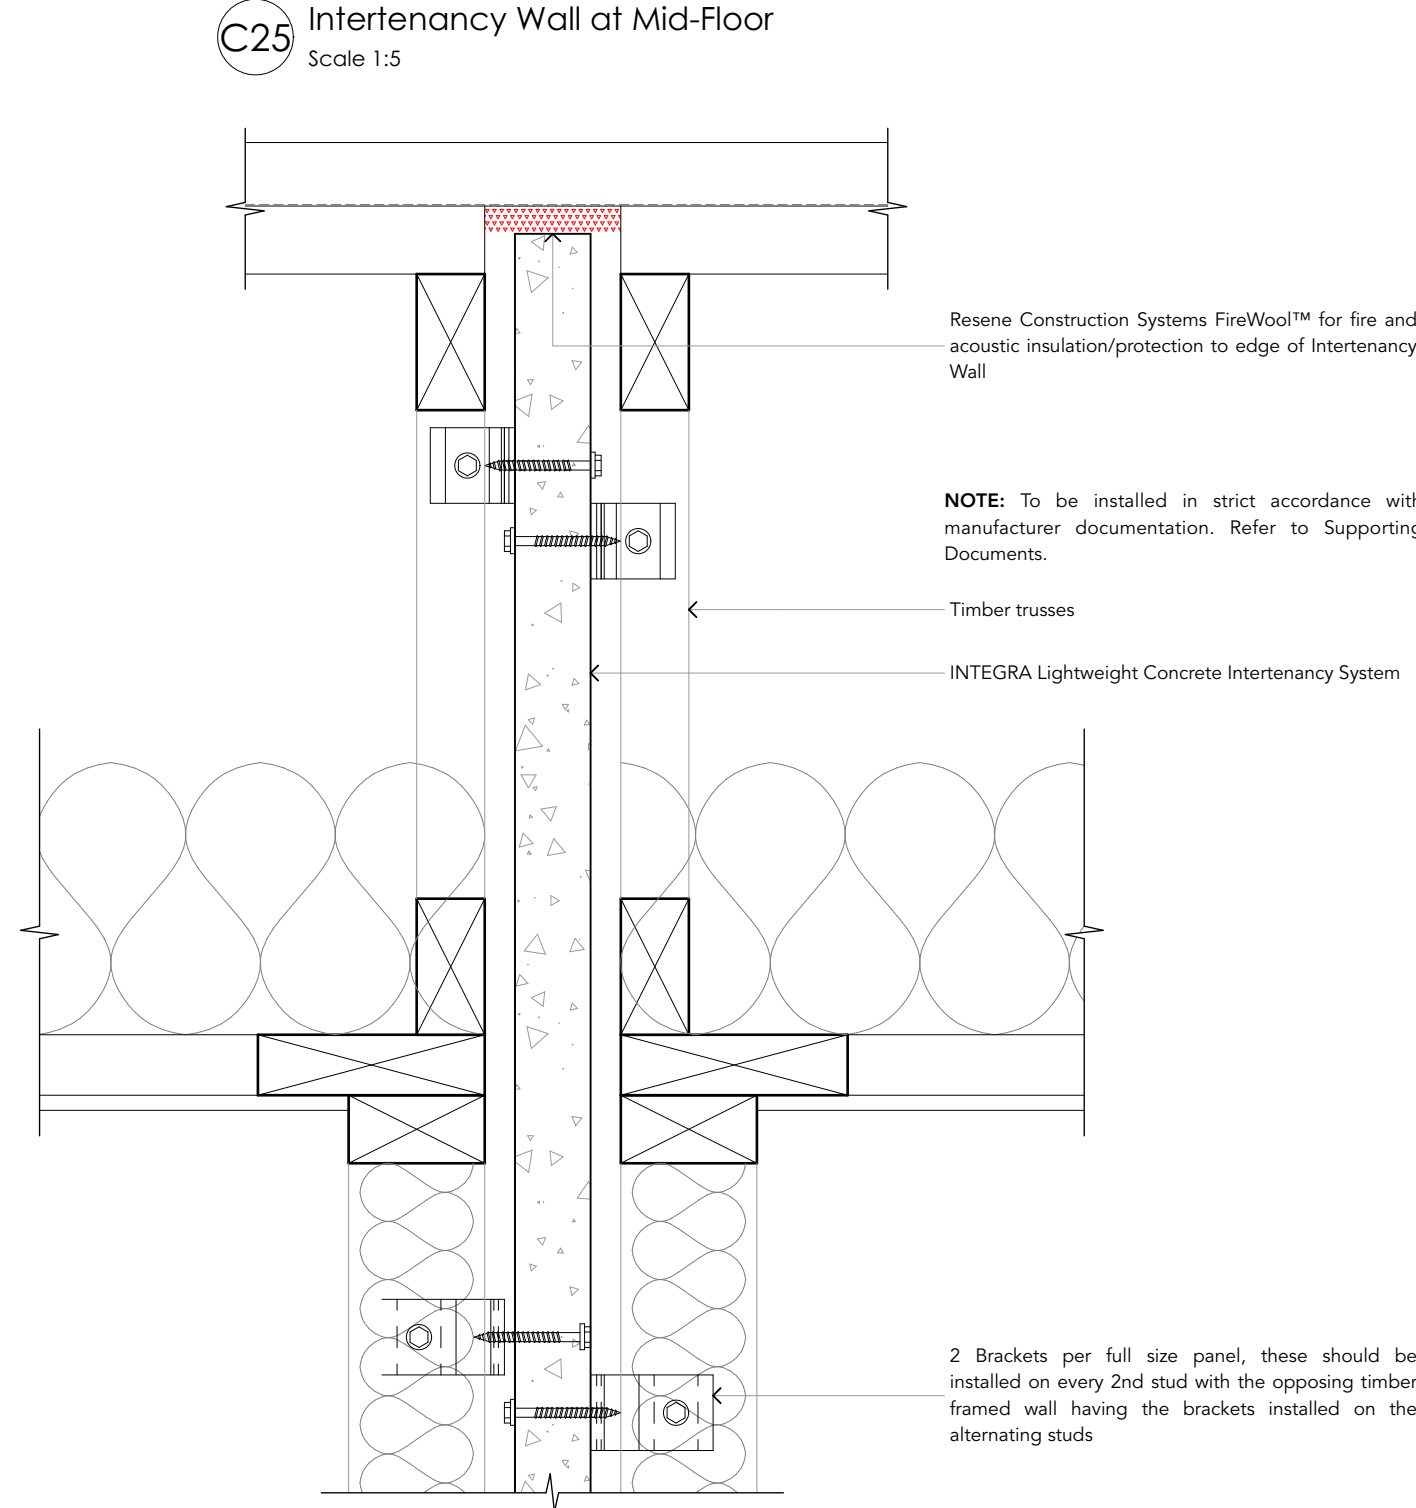 C25
Intertenancy Wall at Mid-Floor
Scale 1:5
Resene Construction Systems FireWool™ for fire and
acoustic insulation/protection to edge of Intertenancy
Wall
NOTE: To be installed in strict accordance with
manufacturer documentation. Refer to Supporting
Documents.
Timber trusses
INTEGRA Lightweight Concrete Intertenancy System
2 Brackets per full size panel, these should be
installed on every 2nd stud with the opposing timber
framed wall having the brackets installed on the
alternating studs